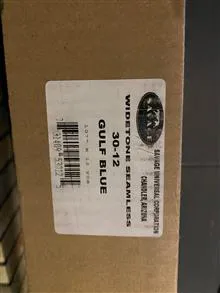 SAVAGE UNIVERSAL CORPORATION
CHANDLER, ARIZONA
WIDETONE SEAMLESS
30-12
GULF BLUE